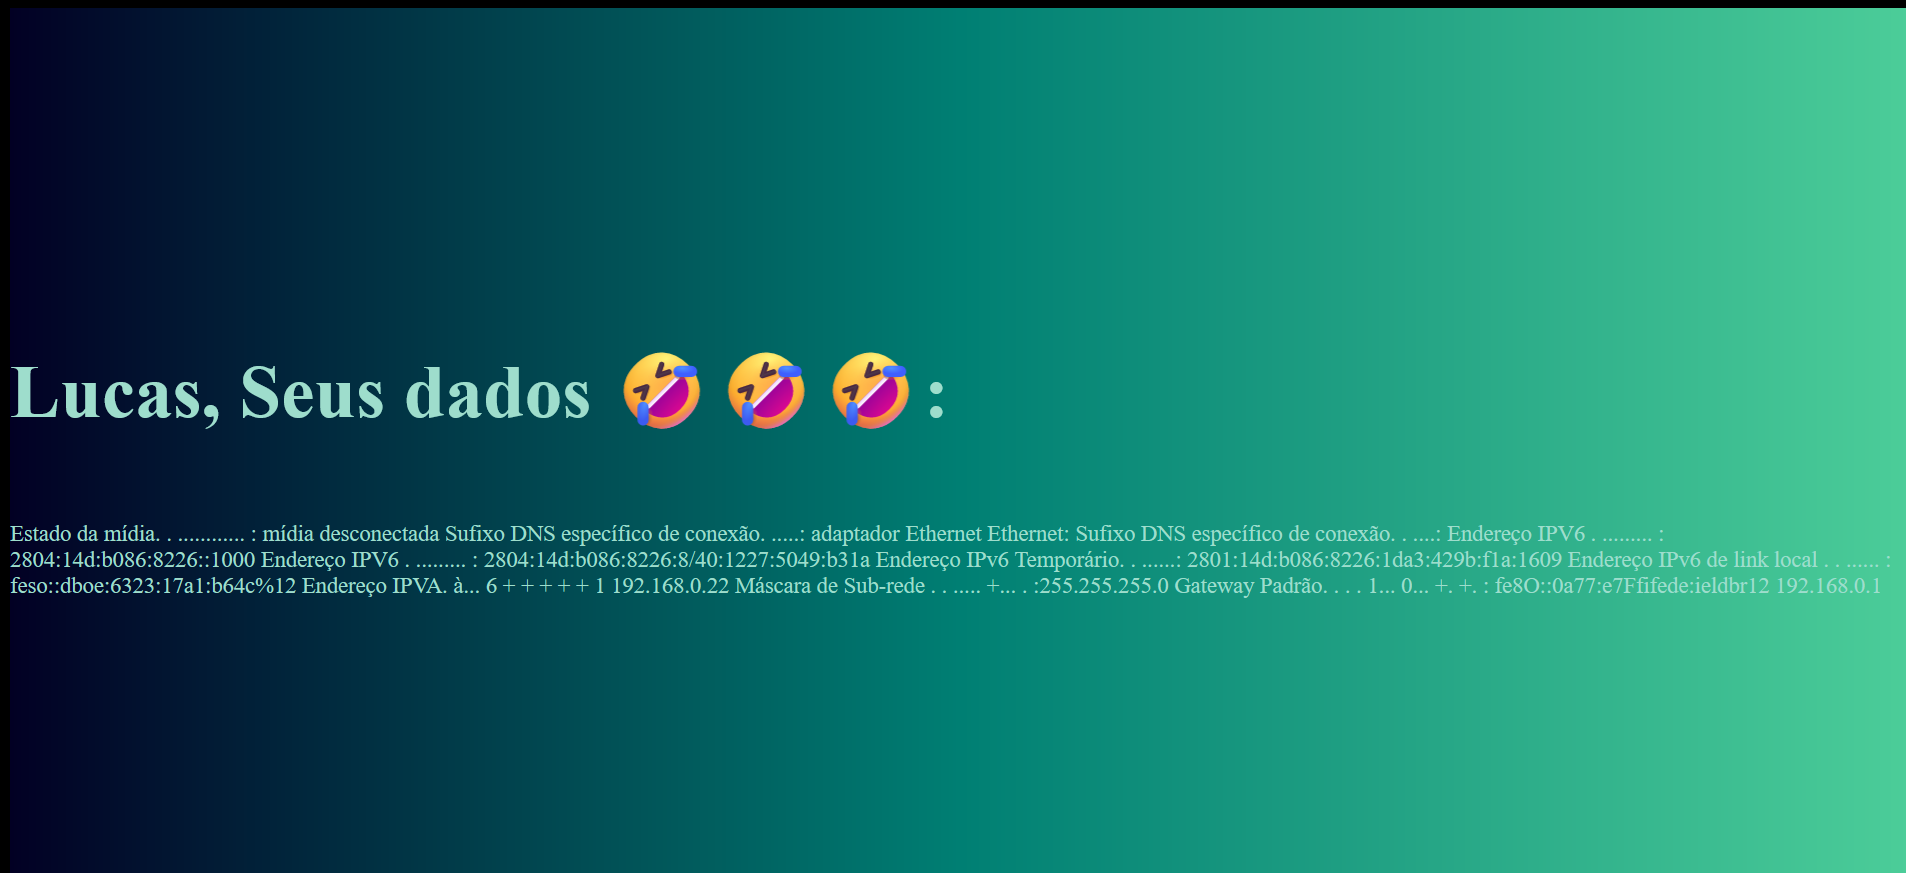 Lucas, Seus dados 🤣 🤣 🤣 :
Estado da mídia. . ............ : mídia desconectada Sufixo DNS específico de conexão. .....: adaptador Ethernet Ethernet: Sufixo DNS específico de conexão. . ....: Endereço IPV6 . ......... :
2804:14d:b086:8226::1000 Endereço IPV6 . ......... : 2804:14d:b086:8226:8/40:1227:5049:b31a Endereço IPv6 Temporário. . ......: 2801:14d:b086:8226:1da3:429b:f1a:1609 Endereço IPv6 de link local . . ...... :
feso::dboe:6323:17a1:b64c%12 Endereço IPVA. à... 6 + + + + + 1 192.168.0.22 Máscara de Sub-rede . . ..... +... . :255.255.255.0 Gateway Padrão. . . . 1... 0... +. +. : fe8O::0a77:e7Ffifede:ieldbr12 192.168.0.1